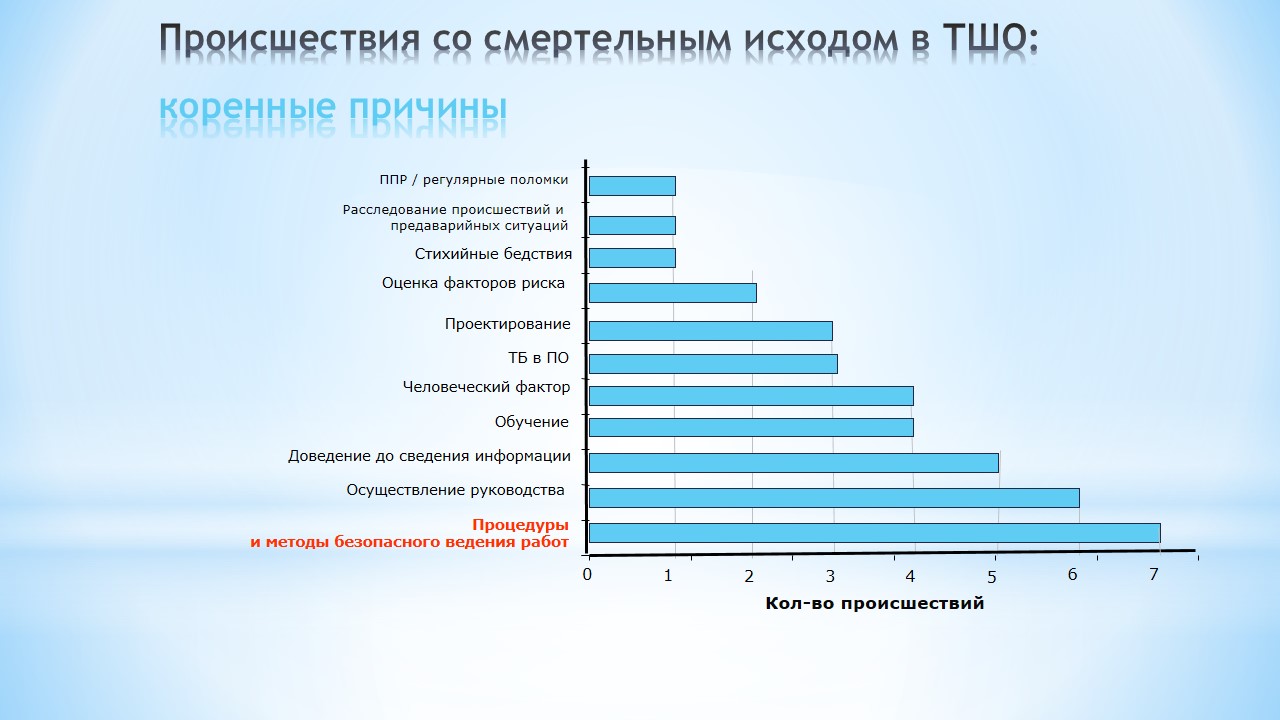 Происшествия со смертельным исходом в ТШО:
коренные причины
ППР / регулярные поломки
Расследование происшествий и
предаварийных ситуаций
Стихийные бедствия
Оценка факторов риска
Проектирование
ТБ в ПО
Человеческий фактор
Обучение
Доведение до сведения информации
Осуществление руководства
Процедуры
и методы безопасного ведения работ
0 1 2 3 4 5 6 7
Кол-во происшествий